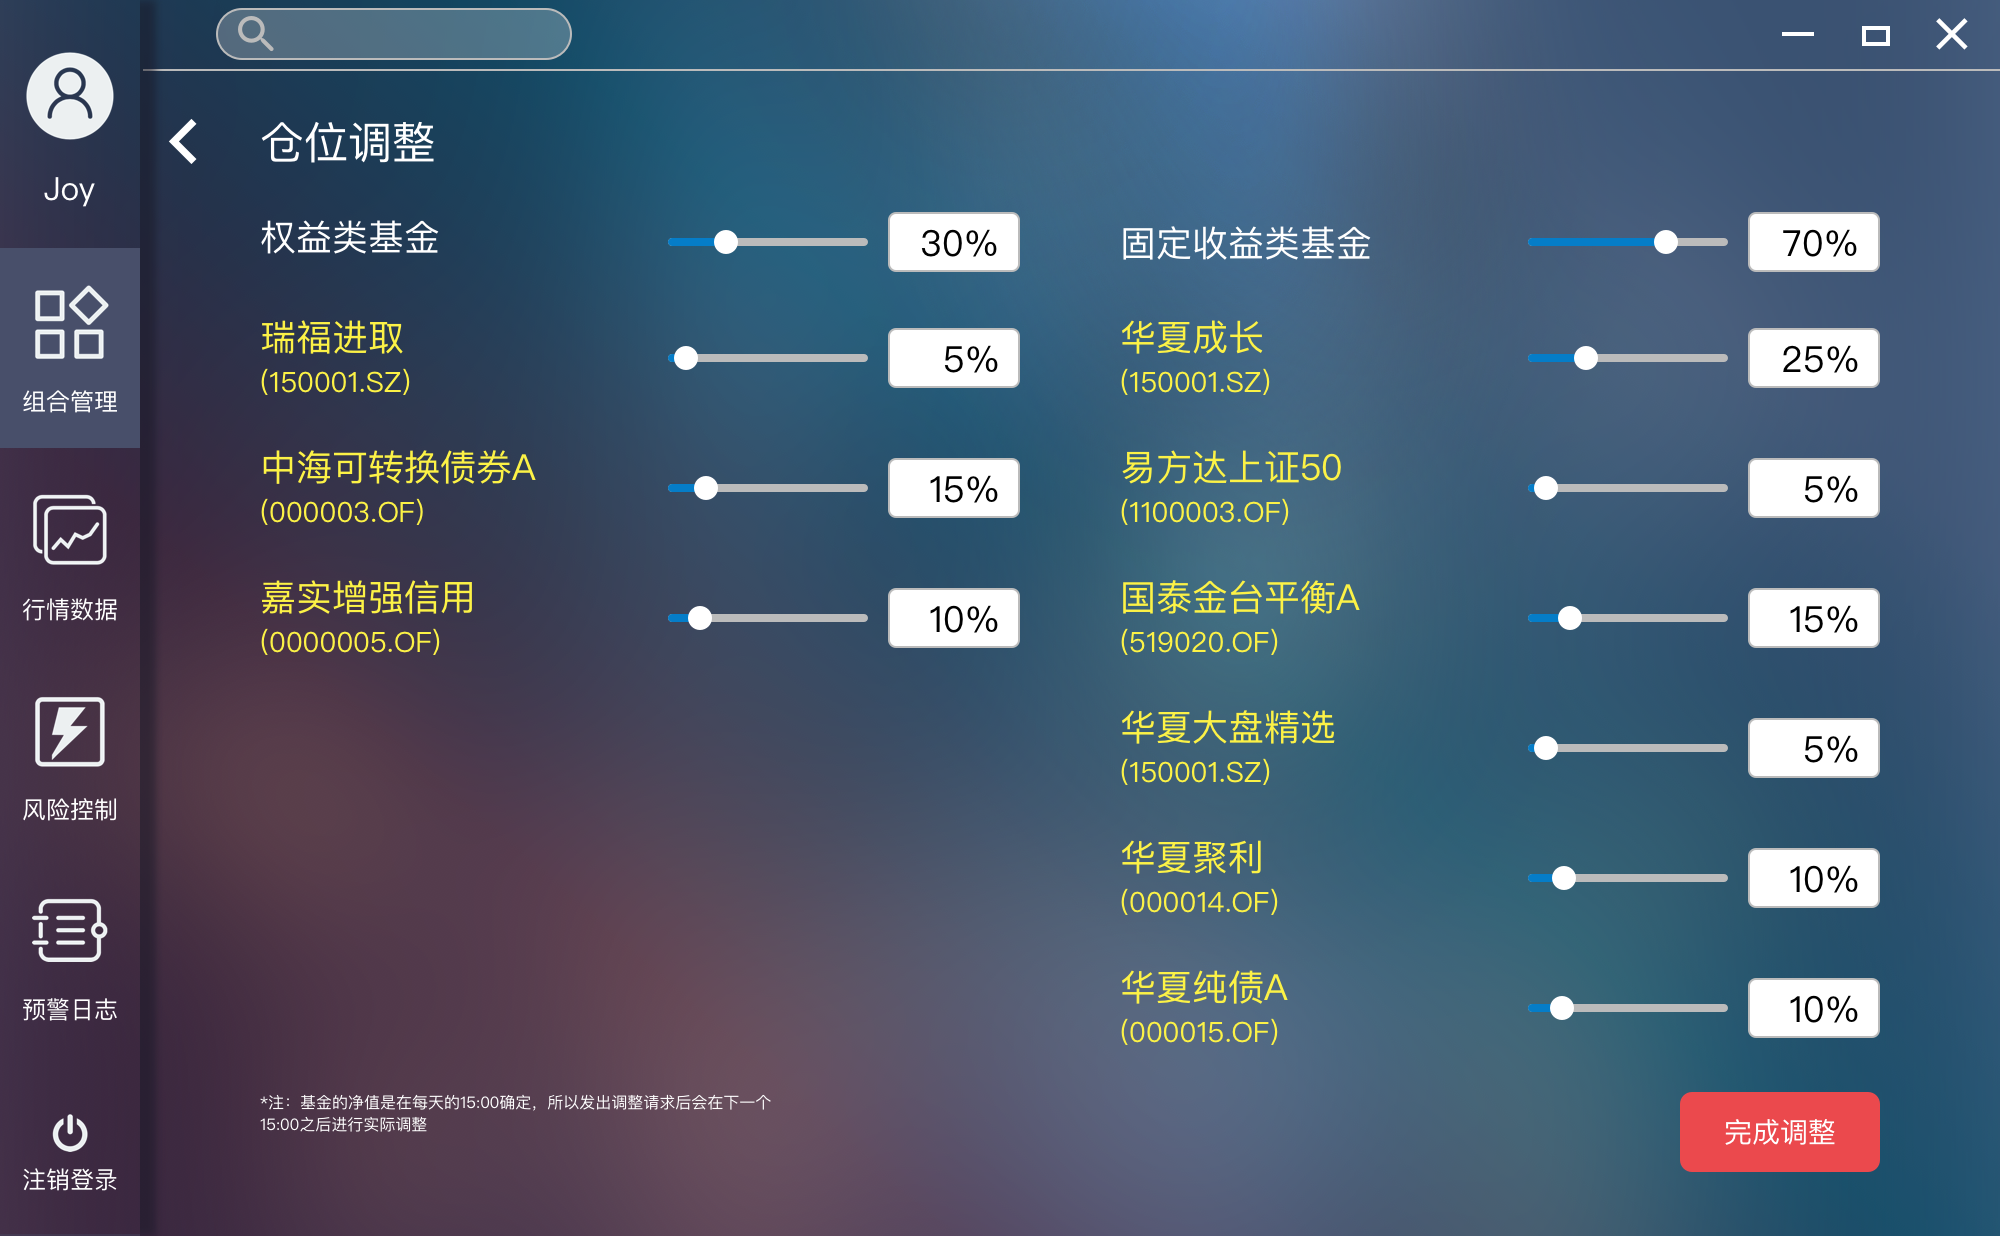 Joy
组合管理
行情数据
风险控制
预警日志
注销登录
仓位调整
权益类基金
30%
瑞福进取
(150001.SZ)
5%
中海可转换债券A
(000003.OF)
15%
嘉实增强信用
(0000005.OF)
10%
固定收益类基金
70%
华夏成长
(150001.SZ)
25%
易方达上证50
(1100003.OF)
5%
国泰金台平衡A
(519020.OF)
15%
华夏大盘精选
(150001.SZ)
5%
华夏聚利
(000014.OF)
10%
华夏纯债A
(000015.OF)
10%
*注：基金的净值是在每天的15:00确定，所以发出调整请求后会在下一个
15:00之后进行实际调整
完成调整